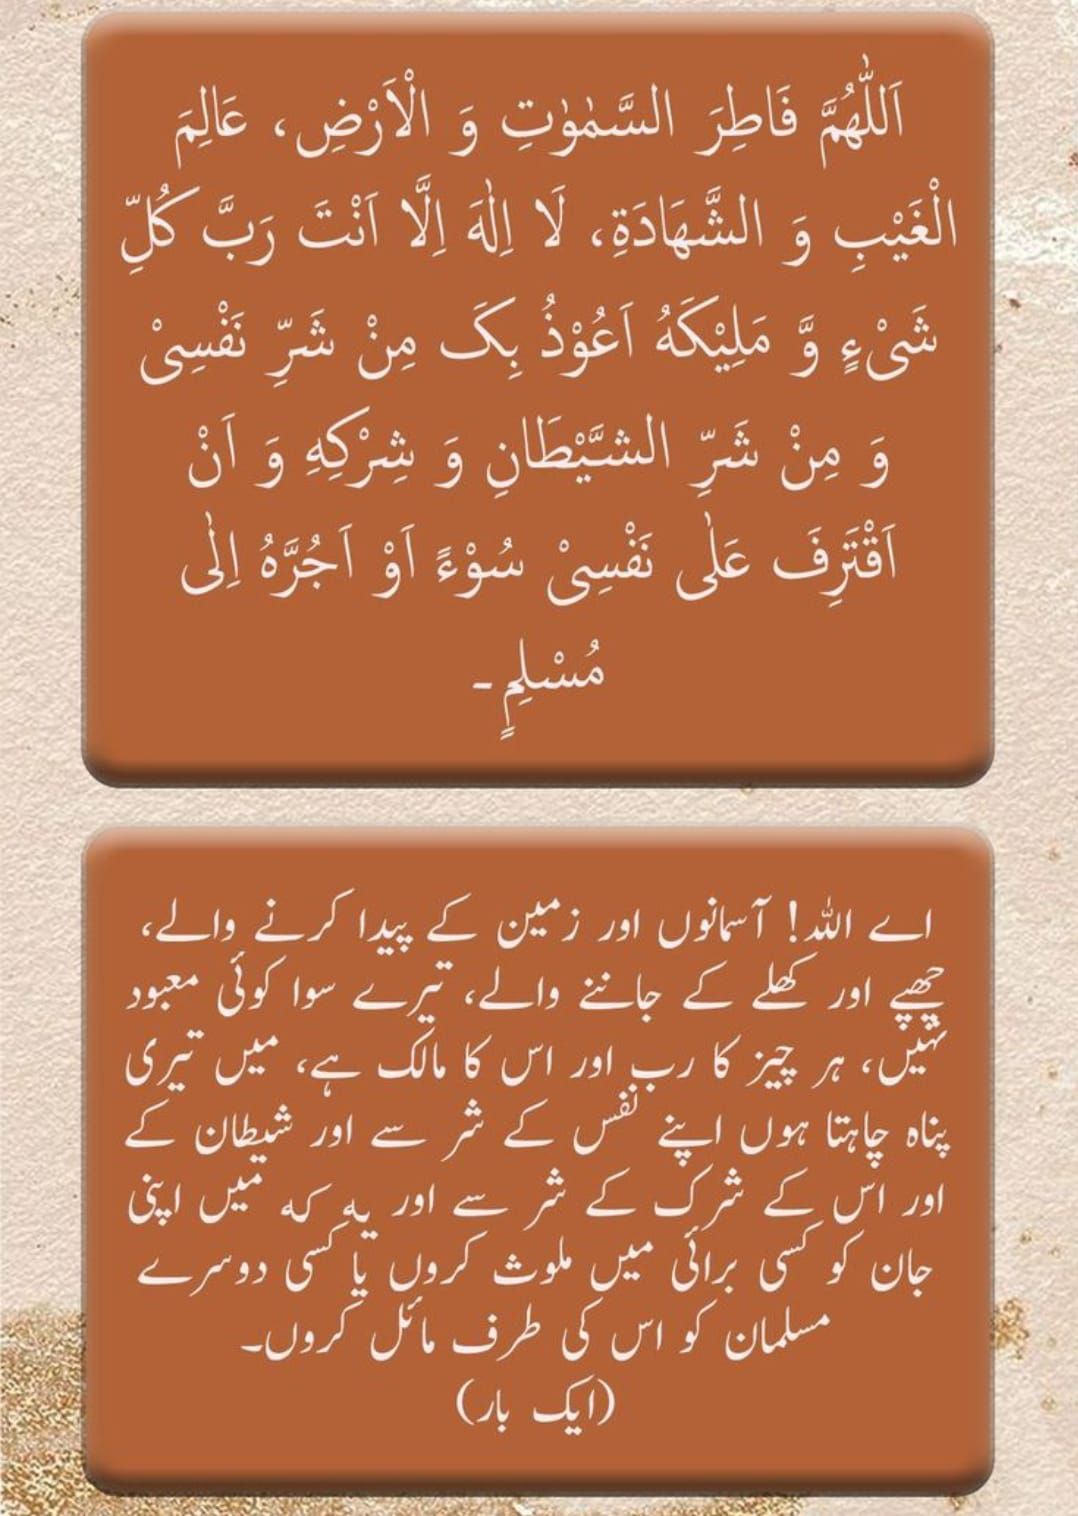 اَللّٰهُمَّ فَاطِرَ السَّمٰوٰتِ وَ الْاَرْضِ، عَالِمَ
الْغَيْبِ وَ الشَّهَادَةِ، لَا اِلٰهَ اِلَّا اَنْتَ رَبَّ كُلِّ
شَیْءٍ وَّ مَلِيْكَهُ اَعُوْذُ بِکَ مِنْ شَرِّ نَفْسِیْ
وَ مِنْ شَرِّ الشَّيْطَانِ وَ شِرْكِهِ وَ اَنْ
اَقْتَرِفَ عَلٰی نَفْسِیْ سُوْءً اَوْ اَجُرَّهُ اِلٰی
مُسْلِمٍ۔
اے اللہ! آسمانوں اور زمین کے پیدا کرنے والے،
چھپے اور کھلے کے جاننے والے، تیرے سوا کوئی معبود
نہیں، ہر چیز کا رب اور اس کا مالک ہے، میں تیری
پناہ چاہتا ہوں اپنے نفس کے شر سے اور شیطان کے
اور اس کے شرک کے شر سے اور یہ کہ میں اپنی
جان کو کسی برائی میں ملوث کروں یا کسی دوسرے
مسلمان کو اس کی طرف مائل کروں۔
(ایک بار)